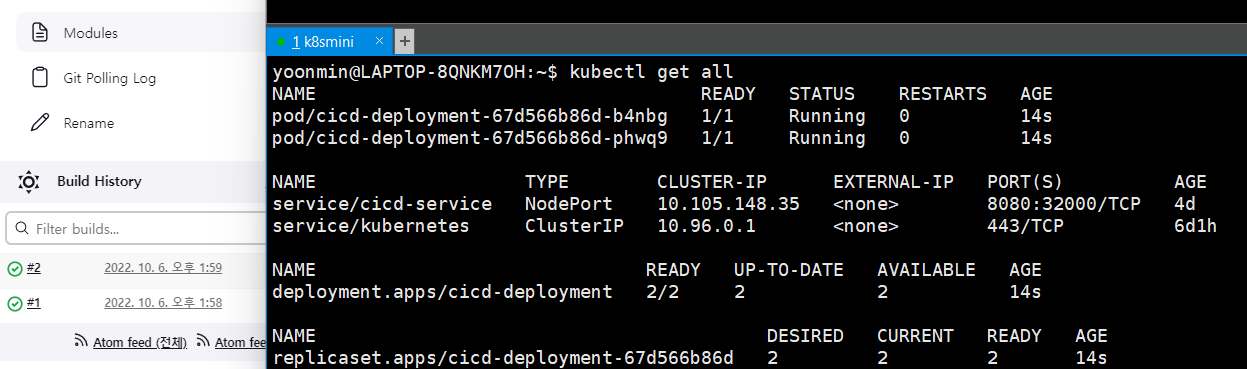 Modules
Git Polling Log
Rename
Build History
Filter builds...
#2 2022. 10. 6. 오후 1:59
#1 2022. 10. 6. 오후 1:58
Atom feed (전체) Atom fee
1 k8smini × +
yoonmin@LAPTOP-8QNKM7OH:~$ kubectl get all
NAME READY STATUS RESTARTS AGE
pod/cicd-deployment-67d566b86d-b4nbg 1/1 Running 0 14s
pod/cicd-deployment-67d566b86d-phwq9 1/1 Running 0 14s
NAME TYPE CLUSTER-IP EXTERNAL-IP PORT(S) AGE
service/cicd-service NodePort 10.105.148.35 <none> 8080:32000/TCP 4d
service/kubernetes ClusterIP 10.96.0.1 <none> 443/TCP 6d1h
NAME READY UP-TO-DATE AVAILABLE AGE
deployment.apps/cicd-deployment 2/2 2 2 14s
NAME DESIRED CURRENT READY AGE
replicaset.apps/cicd-deployment-67d566b86d 2 2 2 14s